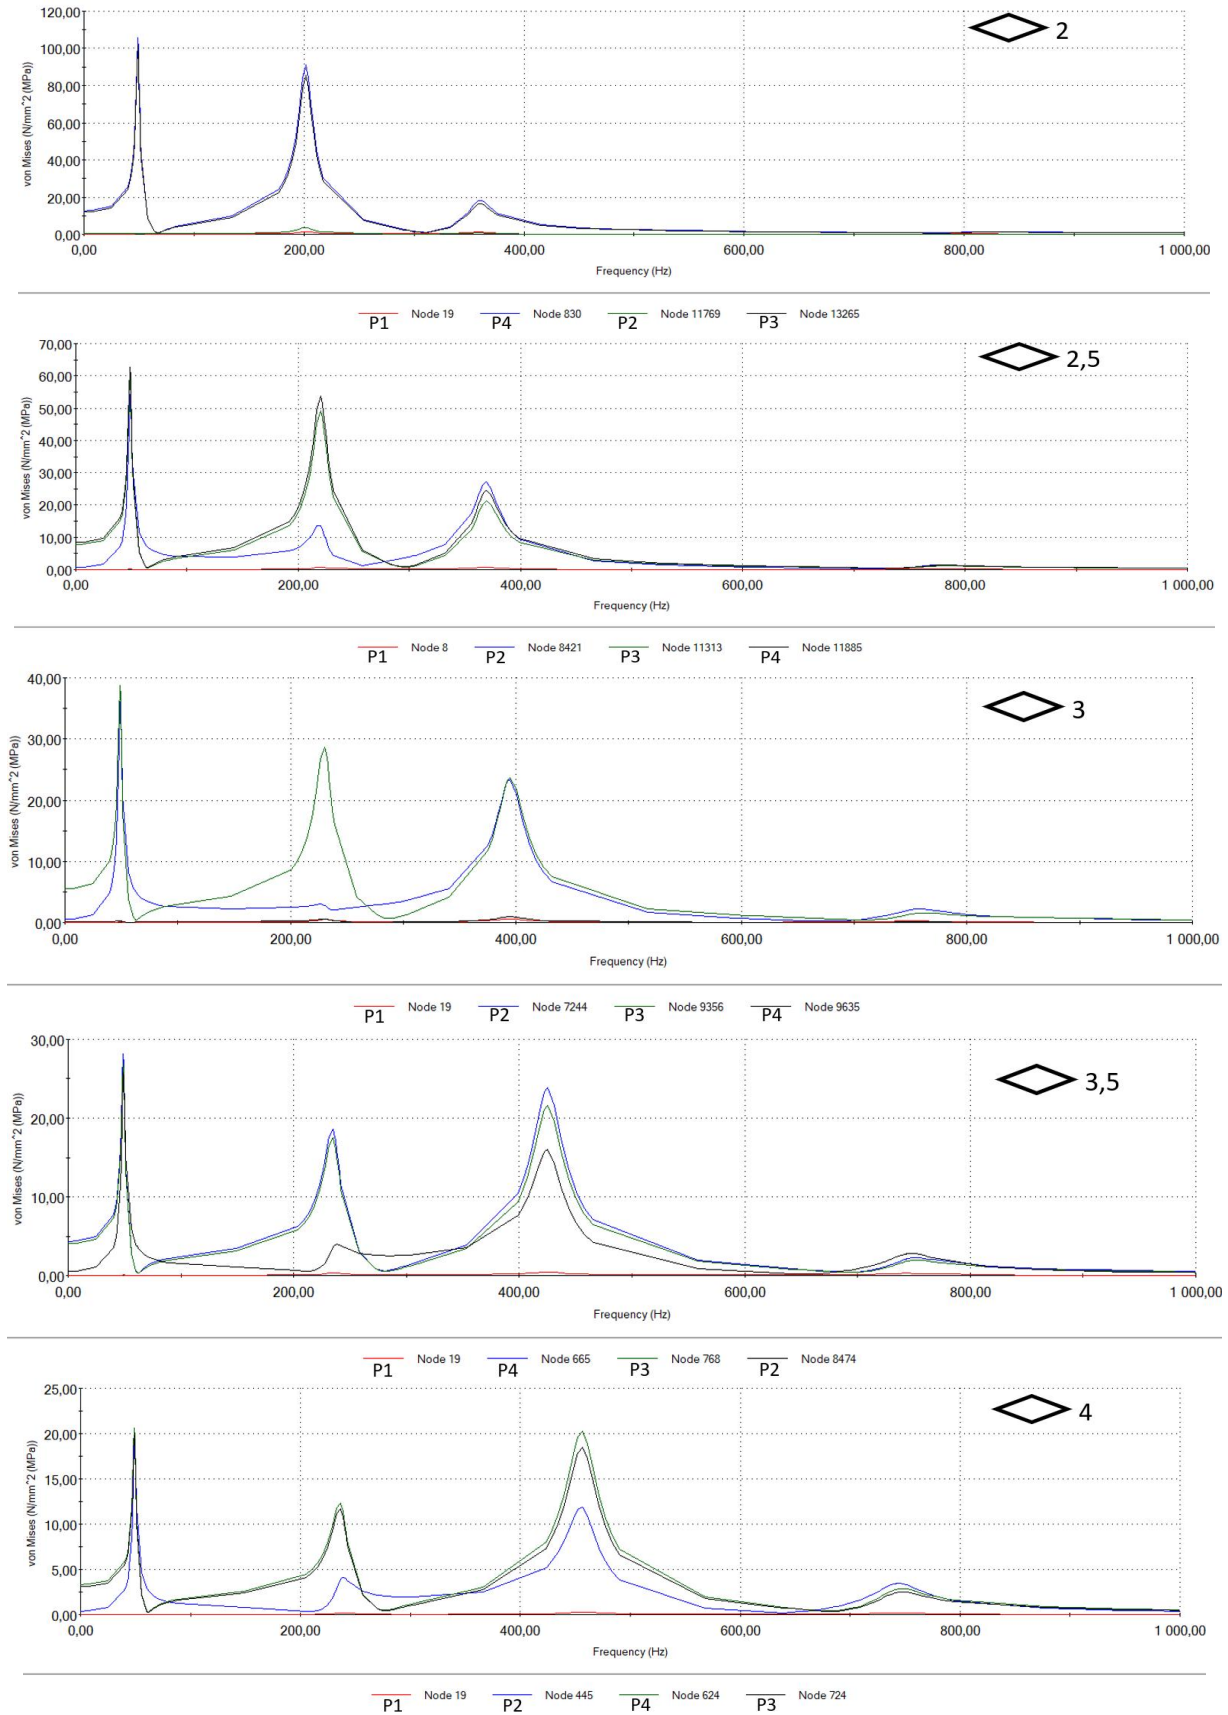 120,00
100,00
80,00
60,00
40,00
20,00
0,00
von Mises (N/mm^2 (MPa))
2
0,00 200,00 400,00 600,00 800,00 1 000,00
Frequency (Hz)
P1 Node 19 P4 Node 830 P2 Node 11769 P3 Node 13265
70,00
60,00
50,00
40,00
30,00
20,00
10,00
0,00
von Mises (N/mm^2 (MPa))
2,5
0,00 200,00 400,00 600,00 800,00 1 000,00
Frequency (Hz)
P1 Node 8 P2 Node 8421 P3 Node 11313 P4 Node 11885
40,00
30,00
20,00
10,00
0,00
von Mises (N/mm^2 (MPa))
3
0,00 200,00 400,00 600,00 800,00 1 000,00
Frequency (Hz)
P1 Node 19 P2 Node 7244 P3 Node 9356 P4 Node 9635
30,00
20,00
10,00
0,00
von Mises (N/mm^2 (MPa))
3,5
0,00 200,00 400,00 600,00 800,00 1 000,00
Frequency (Hz)
P1 Node 19 P4 Node 665 P3 Node 768 P2 Node 8474
25,00
20,00
15,00
10,00
5,00
0,00
von Mises (N/mm^2 (MPa))
4
0,00 200,00 400,00 600,00 800,00 1 000,00
Frequency (Hz)
P1 Node 19 P2 Node 445 P4 Node 624 P3 Node 724